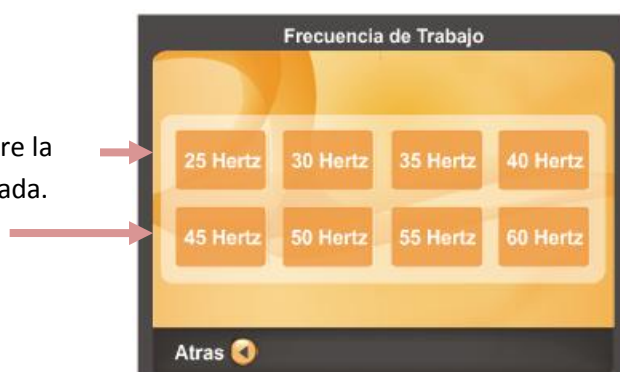 Frecuencia de Trabajo
re la
ada.
25 Hertz 30 Hertz 35 Hertz 40 Hertz
45 Hertz 50 Hertz 55 Hertz 60 Hertz
Atras